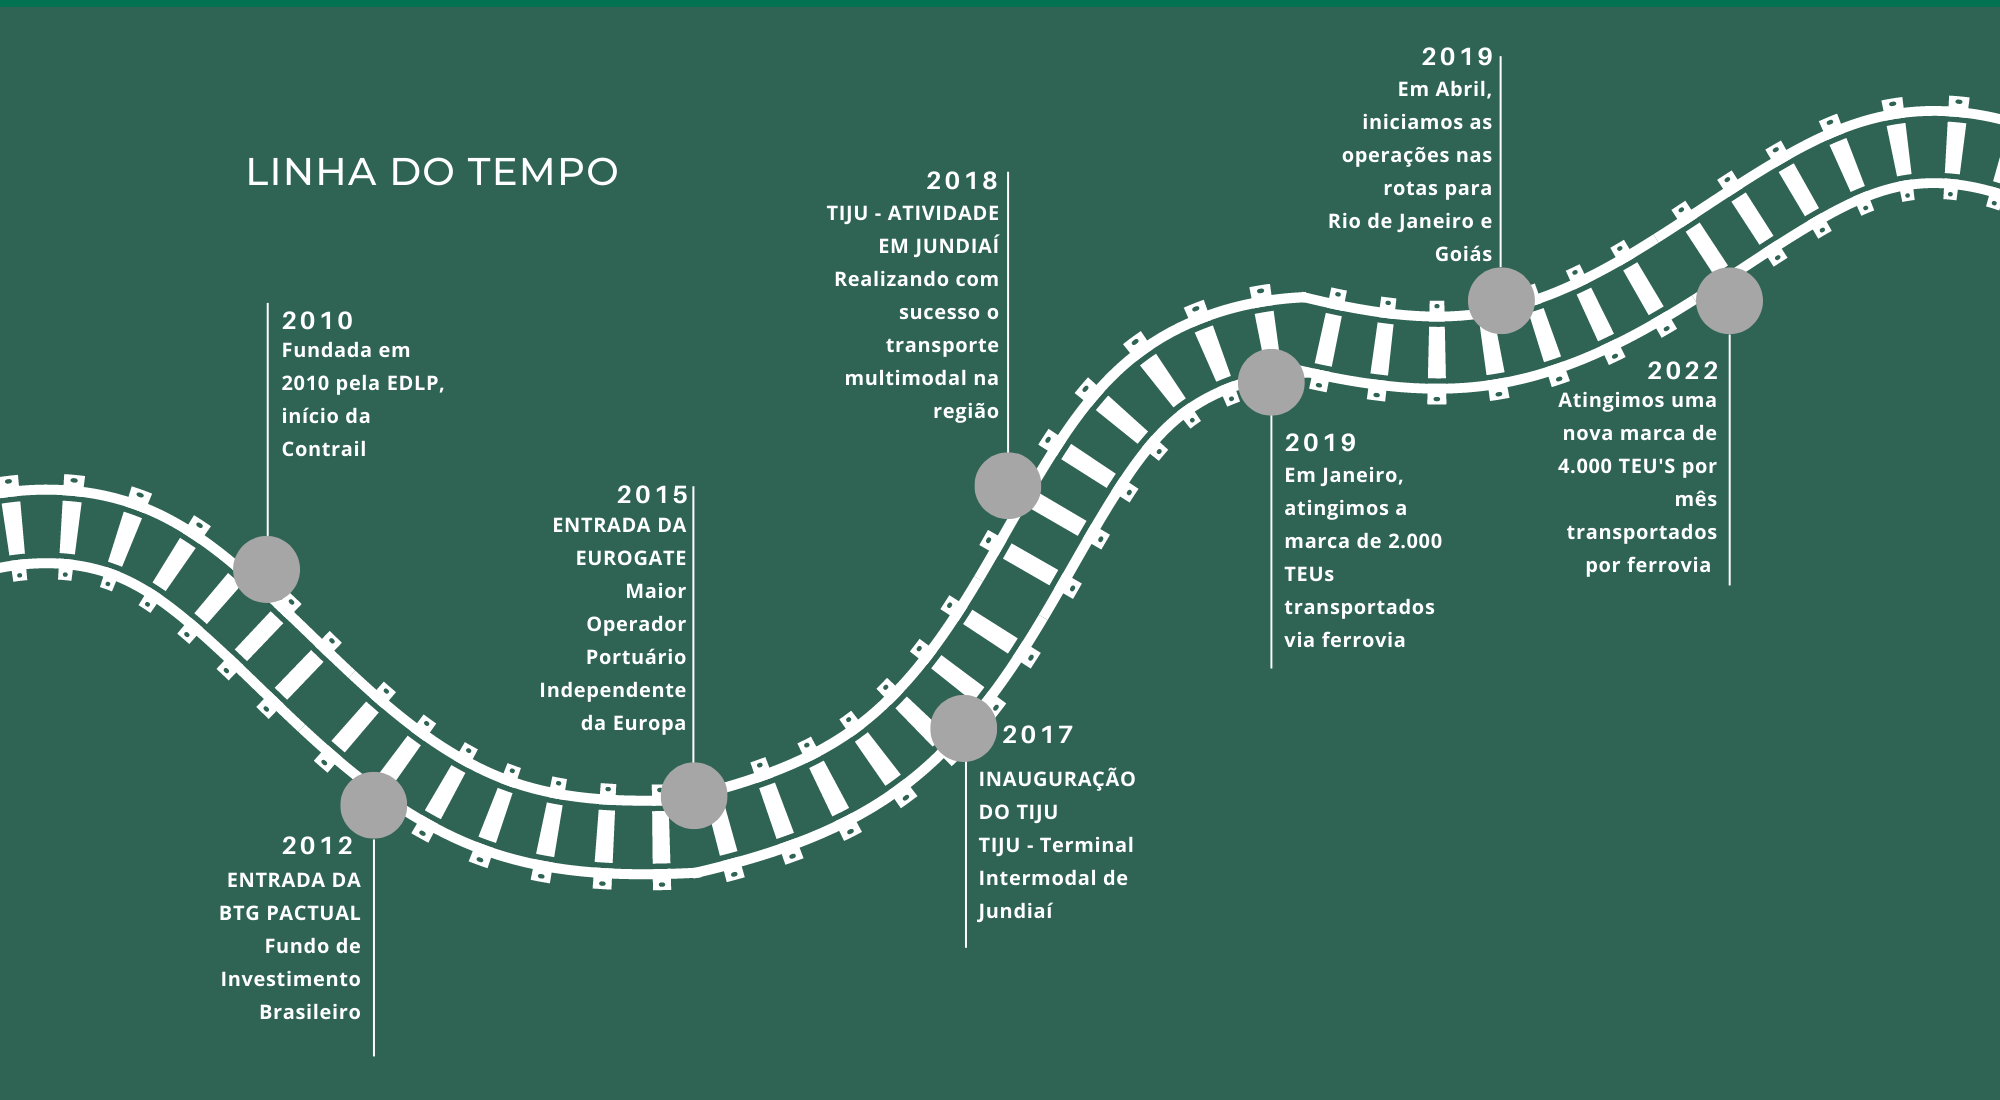 LINHA DO TEMPO
2010
Fundada em
2010 pela EDLP,
início da
Contrail
2012
ENTRADA DA
BTG PACTUAL
Fundo de
Investimento
Brasileiro
2015
ENTRADA DA
EUROGATE
Maior
Operador
Portuário
Independente
da Europa
2017
INAUGURAÇÃO
DO TIJU
TIJU - Terminal
Intermodal de
Jundiaí
2018
TIJU - ATIVIDADE
EM JUNDIAÍ
Realizando com
sucesso o
transporte
multimodal na
região
2019
Em Janeiro,
atingimos a
marca de 2.000
TEUs
transportados
via ferrovia
2019
Em Abril,
iniciamos as
operações nas
rotas para
Rio de Janeiro e
Goiás
2022
Atingimos uma
nova marca de
4.000 TEU'S por
mês
transportados
por ferrovia